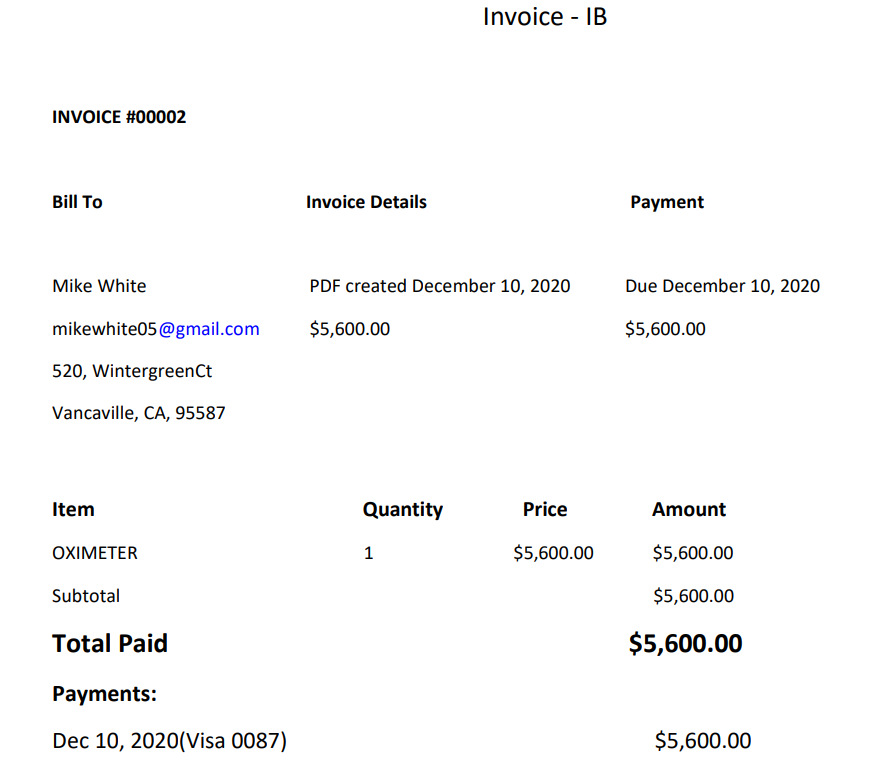 Invoice - IB
INVOICE #00002
Bill To Invoice Details Payment
Mike White PDF created December 10, 2020 Due December 10, 2020
mikewhite05@gmail.com $5,600.00 $5,600.00
520, WintergreenCt
Vancaville, CA, 95587
Item Quantity Price Amount
OXIMETER 1 $5,600.00 $5,600.00
Subtotal $5,600.00
Total Paid $5,600.00
Payments:
Dec 10, 2020(Visa 0087) $5,600.00